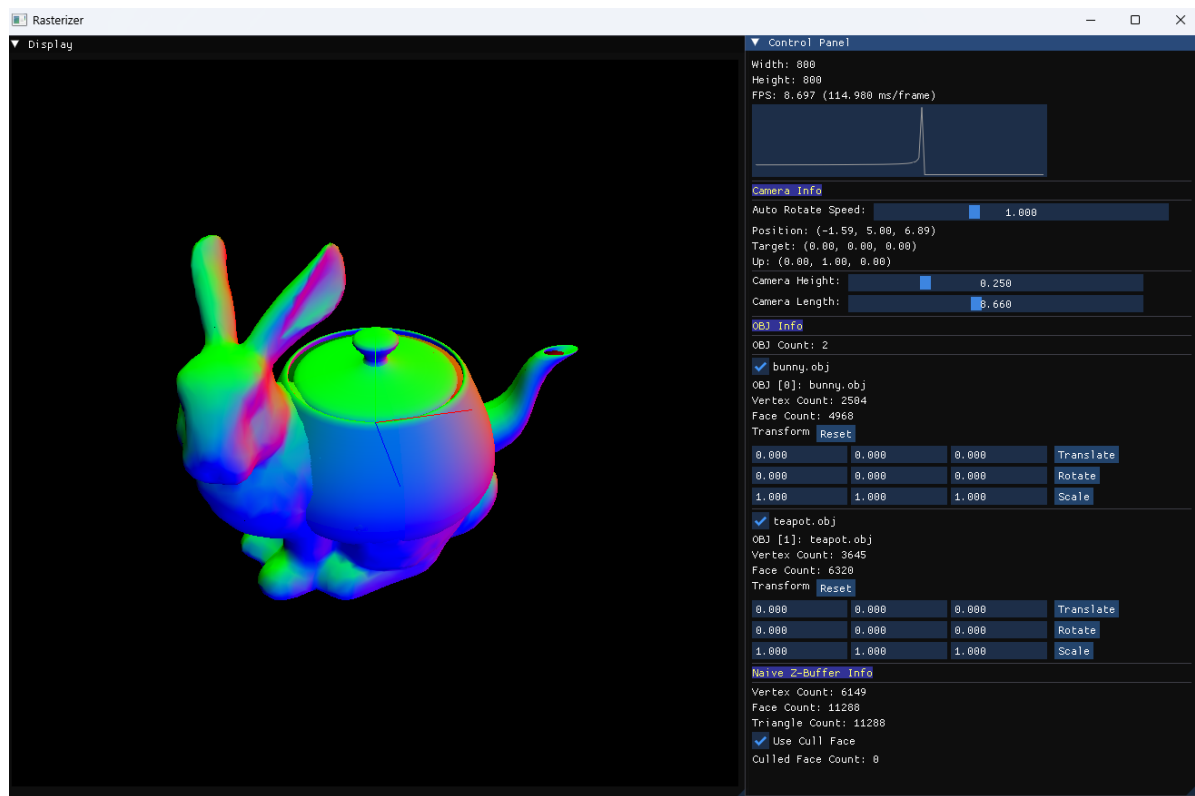 Rasterizer
Display
Control Panel
Width: 800
Height: 800
FPS: 8.697 (114.980 ms/frame)
Camera Info
Auto Rotate Speed: 1.000
Position: (-1.59, 5.00, 6.89)
Target: (0.00, 0.00, 0.00)
Up: (0.00, 1.00, 0.00)
Camera Height: 0.250
Camera Length: 8.660
OBJ Info
OBJ Count: 2
bunny.obj
OBJ [0]: bunny.obj
Vertex Count: 2504
Face Count: 4968
Transform Reset
0.000 0.000 0.000 Translate
0.000 0.000 0.000 Rotate
1.000 1.000 1.000 Scale
teapot.obj
OBJ [1]: teapot.obj
Vertex Count: 3645
Face Count: 6320
Transform Reset
0.000 0.000 0.000 Translate
0.000 0.000 0.000 Rotate
1.000 1.000 1.000 Scale
Naive Z-Buffer Info
Vertex Count: 6149
Face Count: 11288
Triangle Count: 11288
Use Cull Face
Culled Face Count: 0